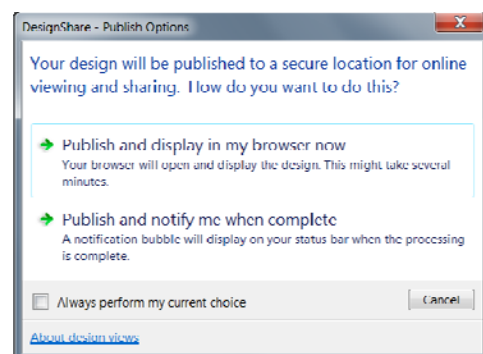 DesignShare - Publish Options
Your design will be published to a secure location for online
viewing and sharing. How do you want to do this?
Publish and display in my browser now
Your browser will open and display the design. This might take several
minutes.
Publish and notify me when complete
A notification bubble will display on your status bar when the processing
is complete.
Always perform my current choice
Cancel
About design views